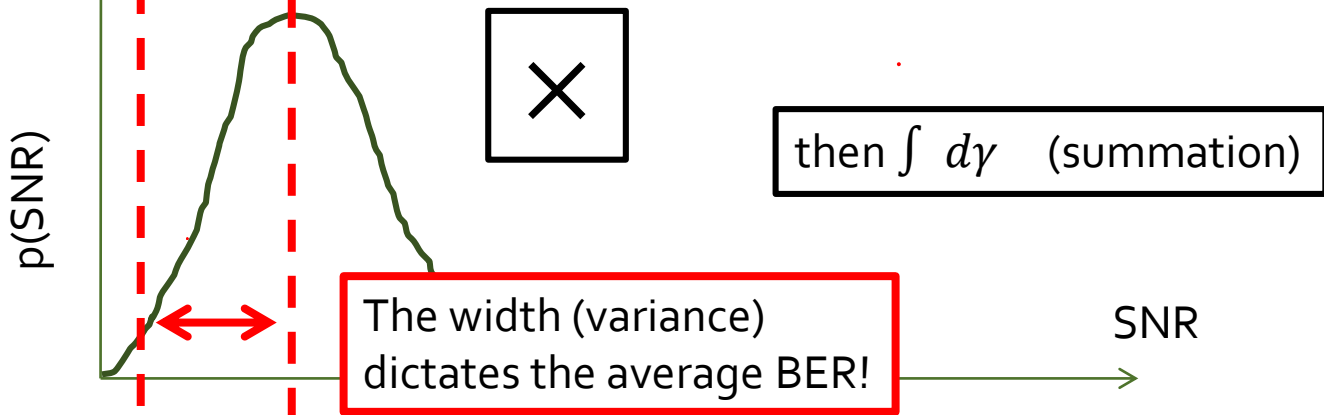 p(SNR)
×
then ∫ dγ (summation)
The width (variance)
dictates the average BER!
SNR